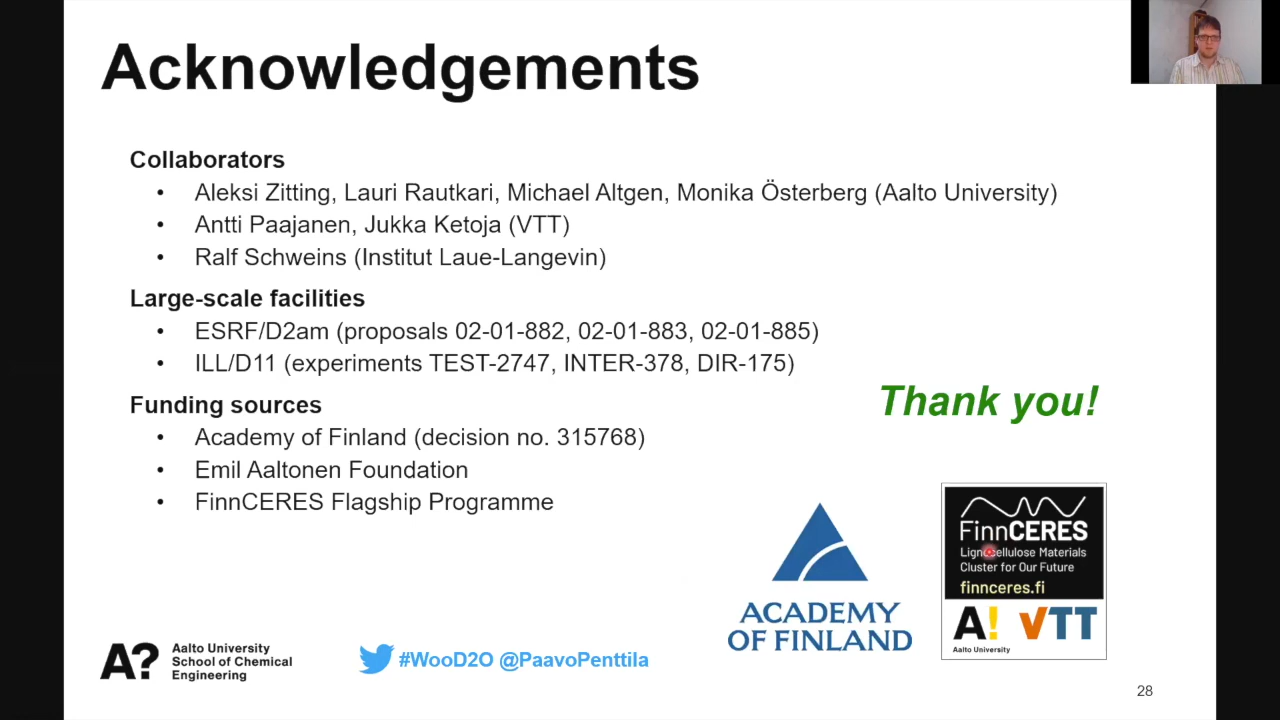 Acknowledgements
Collaborators
• Aleksi Zitting, Lauri Rautkari, Michael Altgen, Monika Österberg (Aalto University)
• Antti Paajanen, Jukka Ketoja (VTT)
• Ralf Schweins (Institut Laue-Langevin)
Large-scale facilities
• ESRF/D2am (proposals 02-01-882, 02-01-883, 02-01-885)
• ILL/D11 (experiments TEST-2747, INTER-378, DIR-175)
Funding sources
• Academy of Finland (decision no. 315768)
• Emil Aaltonen Foundation
• FinnCERES Flagship Programme
Thank you!
ACADEMY
OF FINLAND
FinnCERES
Lignocellulose Materials
Cluster for Our Future
finnceres.fi
A! VTT
Aalto University
A?
Aalto University
School of Chemical
Engineering
#WooD2O @PaavoPenttila
28